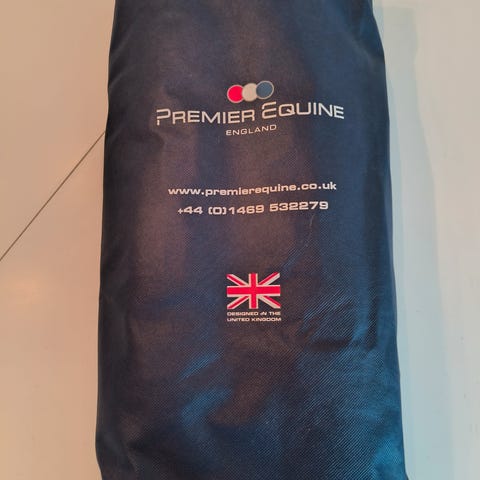 PREMIER EQUINE
ENGLAND
www.premierequine.co.uk
+44 (0)1469 532279
DESIGNED IN THE
UNITED KINGDOM